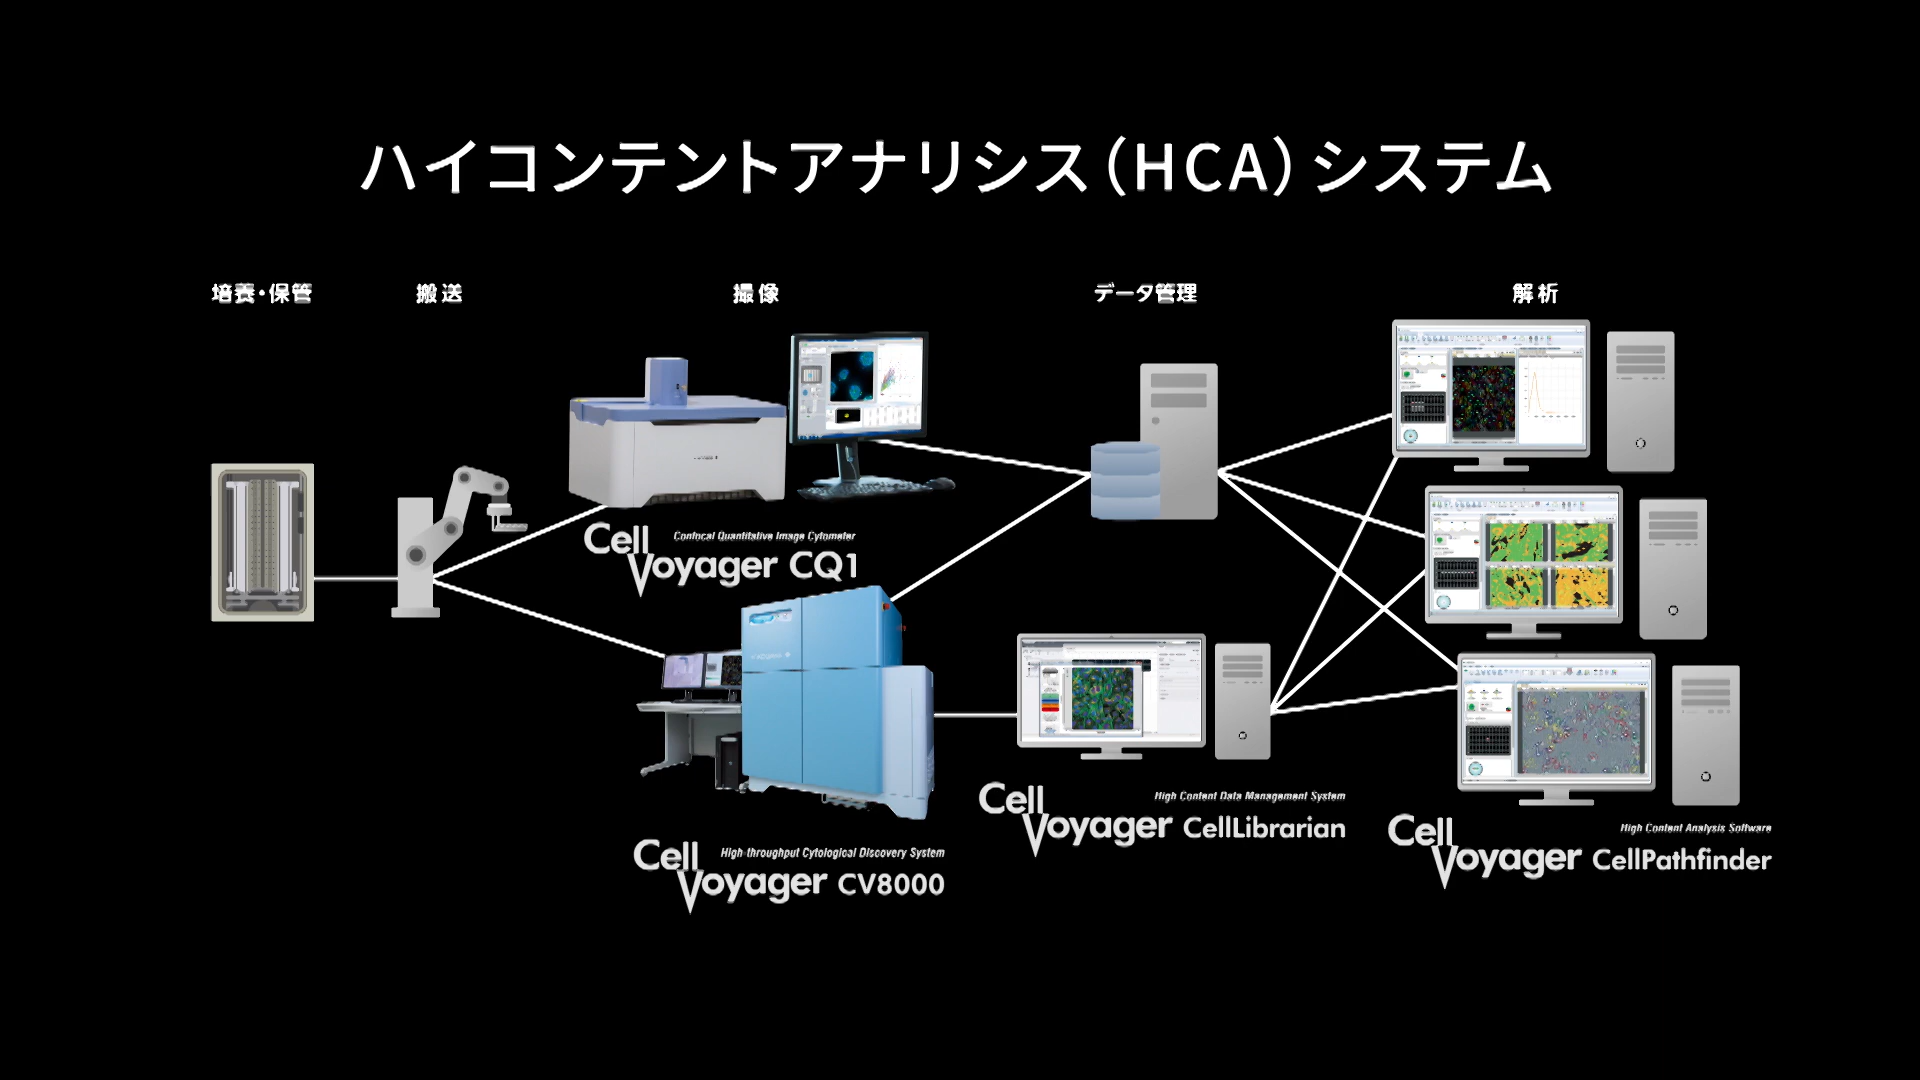 ハイコンテントアナリシス(HCA)システム
培養・保管
搬送
撮像
データ管理
解析
Confocal Quantitative Image Cytometer
Cell Voyager CQ1
High-throughput Cytological Discovery System
Cell Voyager CV8000
High Content Data Management System
Cell Voyager CellLibrarian
High Content Analysis Software
Cell Voyager CellPathfinder